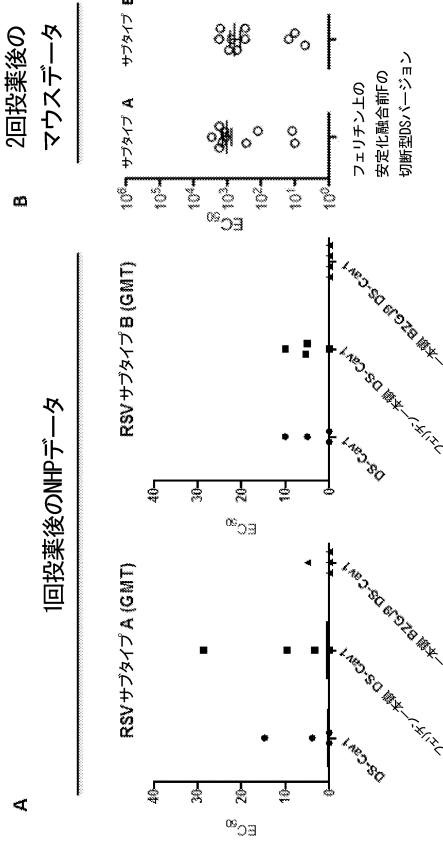 A
1回投薬後のNHPデータ
RSV サブタイプ A (GMT)
EC50
40
30
20
10
0
DS-Cav1
フェリチン一本鎖 DS-Cav1
一本鎖 BZGJ9 DS-Cav1
RSV サブタイプ B (GMT)
EC50
40
30
20
10
0
DS-Cav1
フェリチン一本鎖 DS-Cav1
一本鎖 BZGJ9 DS-Cav1
B
2回投薬後の
マウスデータ
サブタイプ A
サブタイプ B
EC50
10^6
10^5
10^4
10^3
10^2
10^1
10^0
フェリチン上の
安定化融合前Fの
切断型DSバージョン